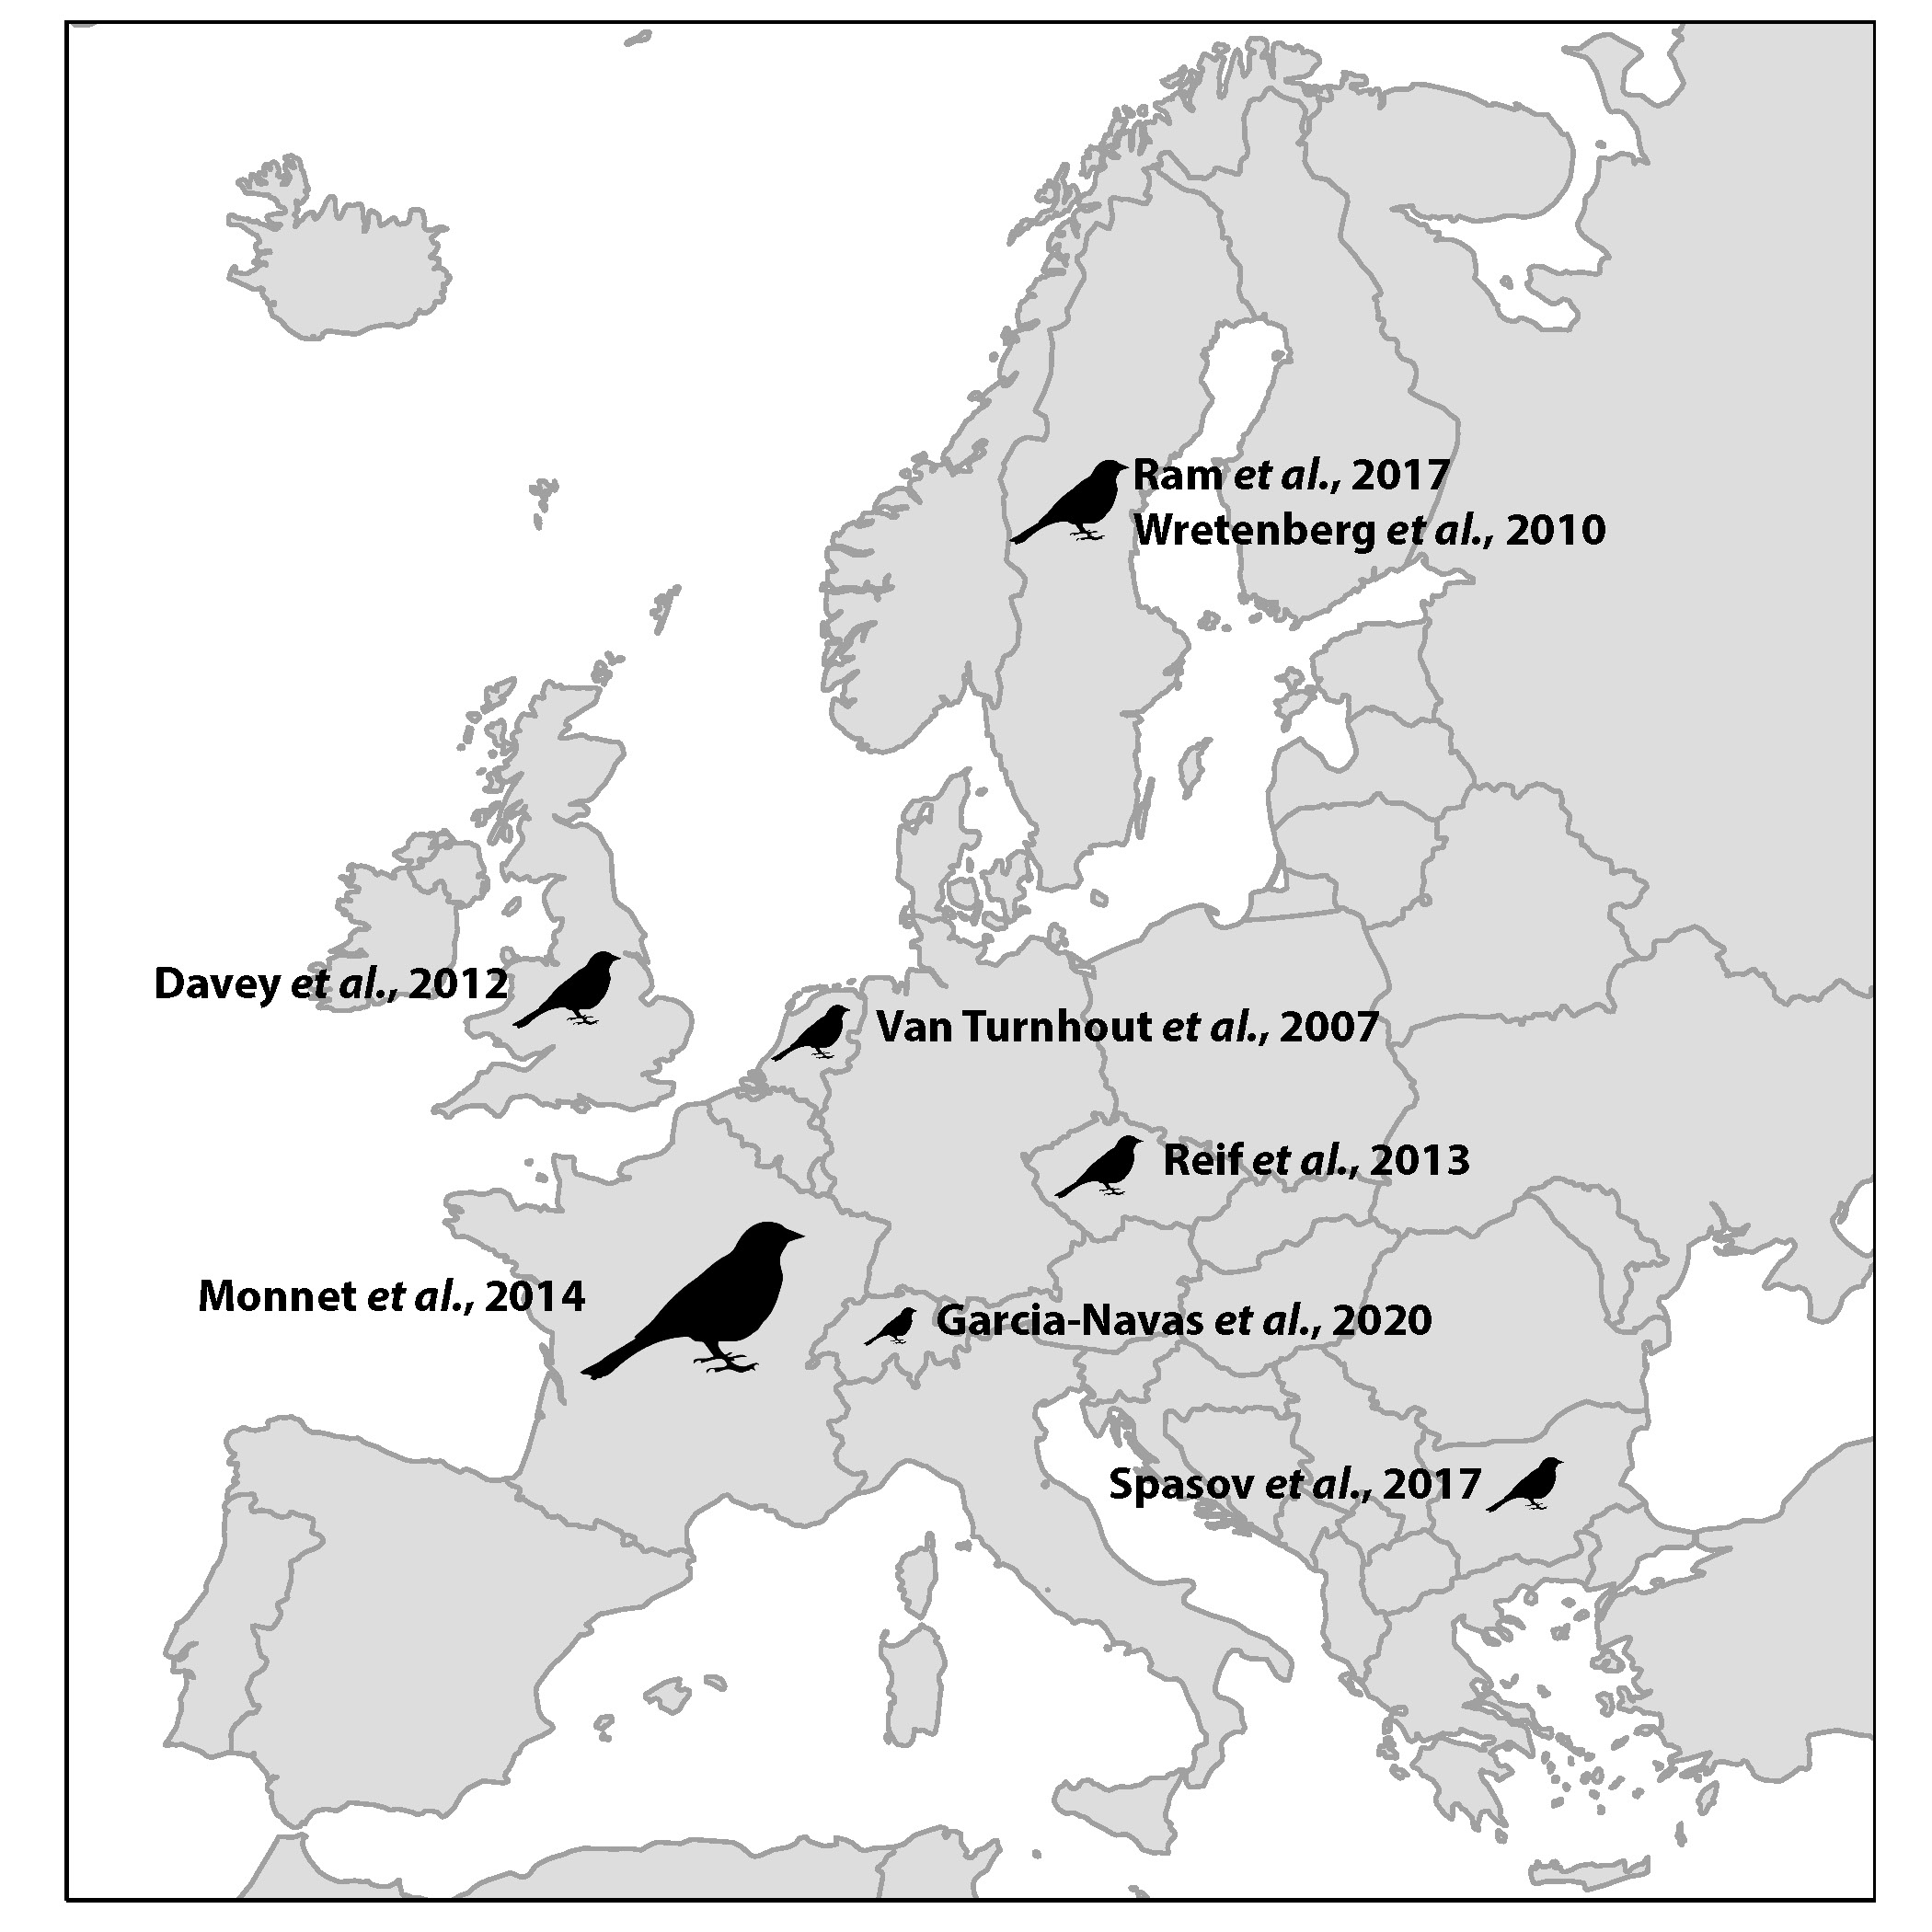 Ram et al., 2017
Wretenberg et al., 2010
Davey et al., 2012
Van Turnhout et al., 2007
Reif et al., 2013
Monnet et al., 2014
Garcia-Navas et al., 2020
Spasov et al., 2017